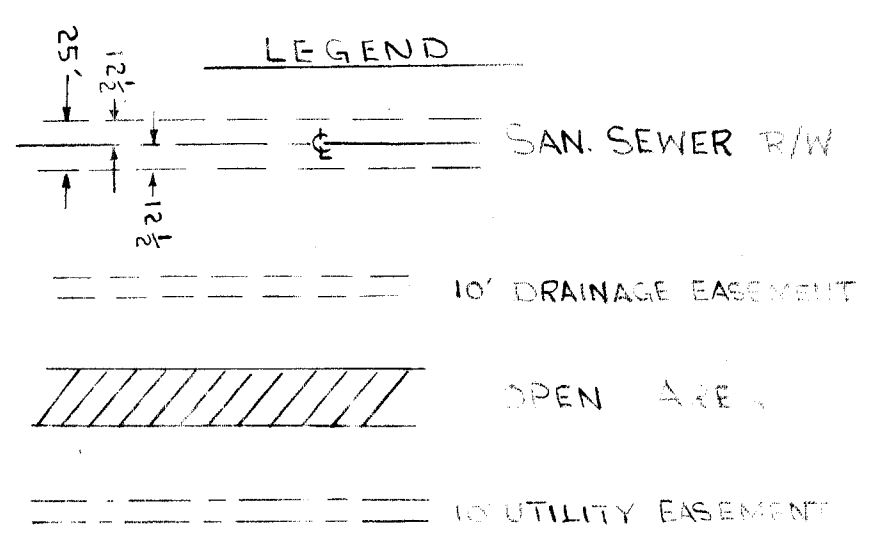 LEGEND
25'
12½
℄
12½
SAN. SEWER R/W
10' DRAINAGE EASEMENT
OPEN AREA
10' UTILITY EASEMENT